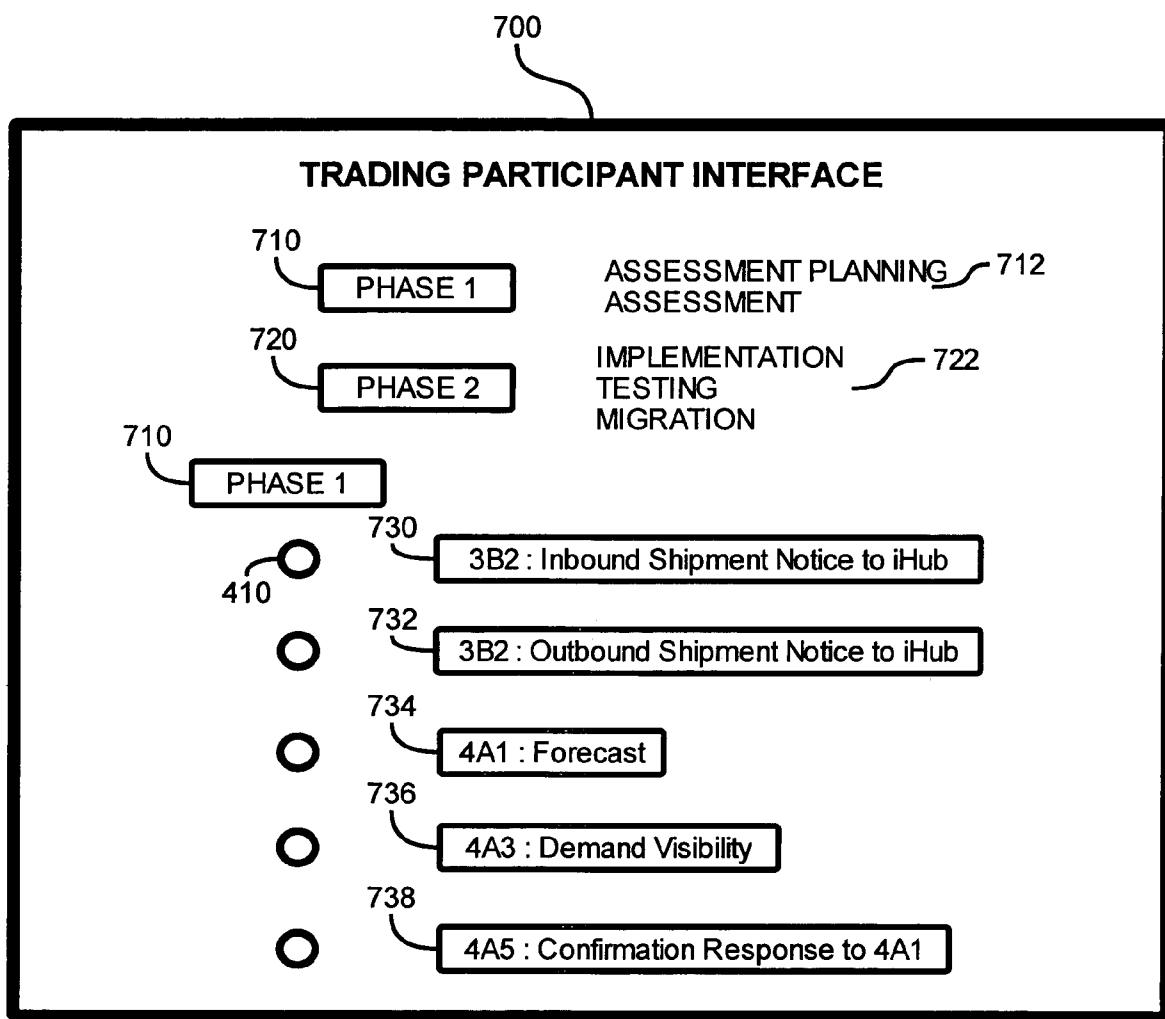 700
TRADING PARTICIPANT INTERFACE
710
PHASE 1
ASSESSMENT PLANNING
ASSESSMENT
712
720
PHASE 2
IMPLEMENTATION
TESTING
MIGRATION
722
710
PHASE 1
730
410
3B2 : Inbound Shipment Notice to iHub
732
3B2 : Outbound Shipment Notice to iHub
734
4A1 : Forecast
736
4A3 : Demand Visibility
738
4A5 : Confirmation Response to 4A1